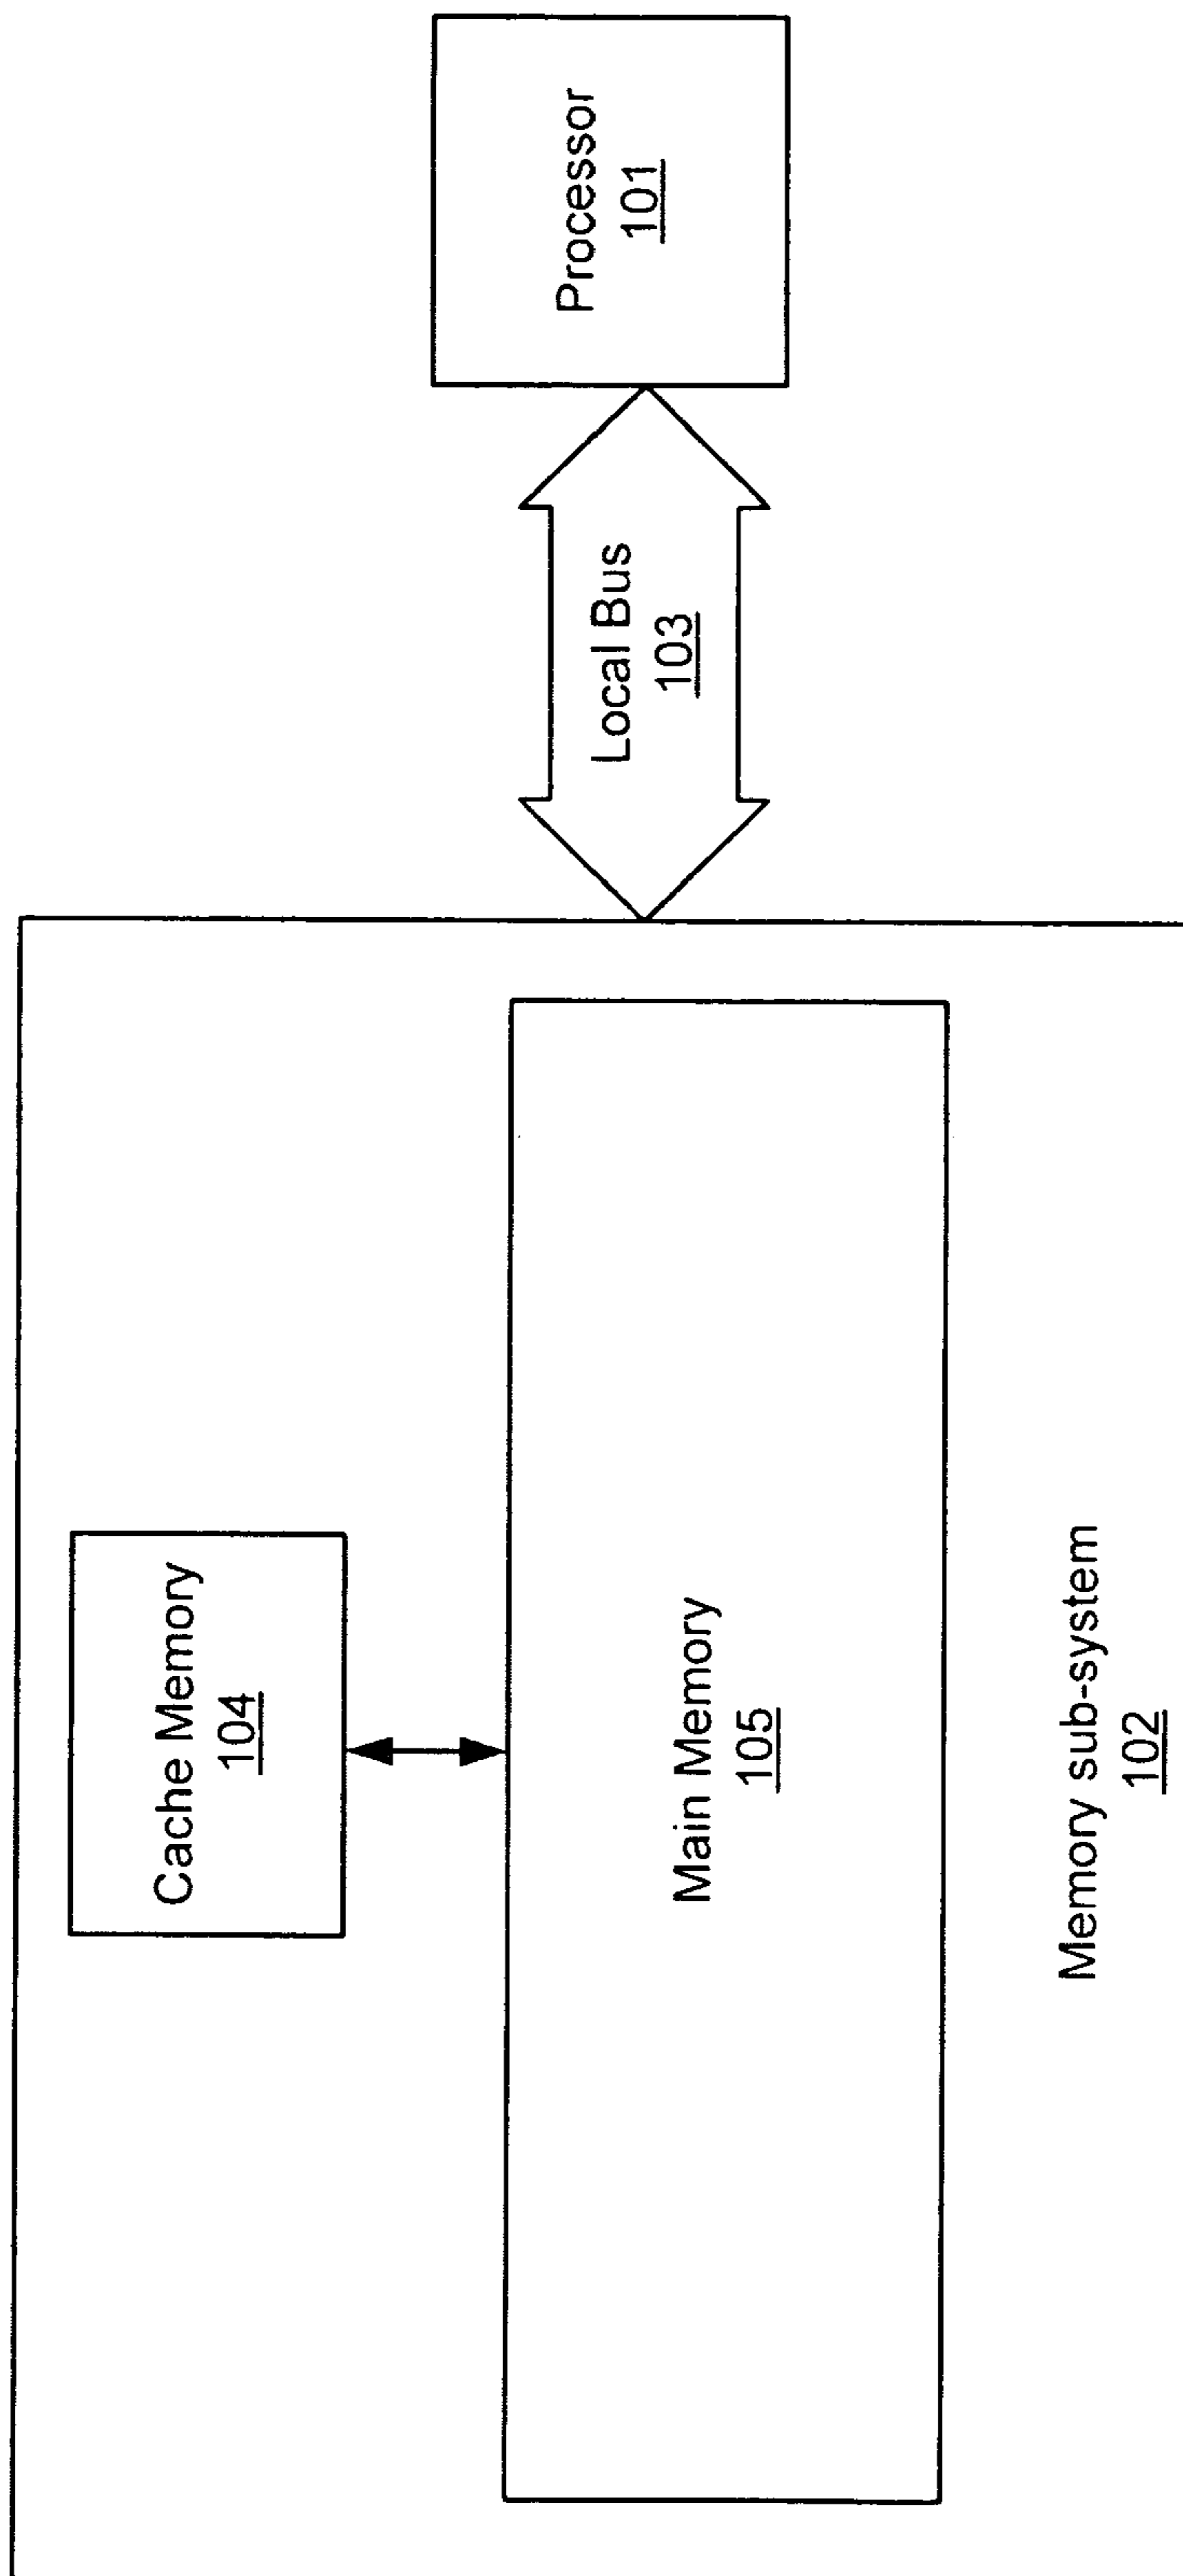 Cache Memory
104
Main Memory
105
Memory sub-system
102
Local Bus
103
Processor
101